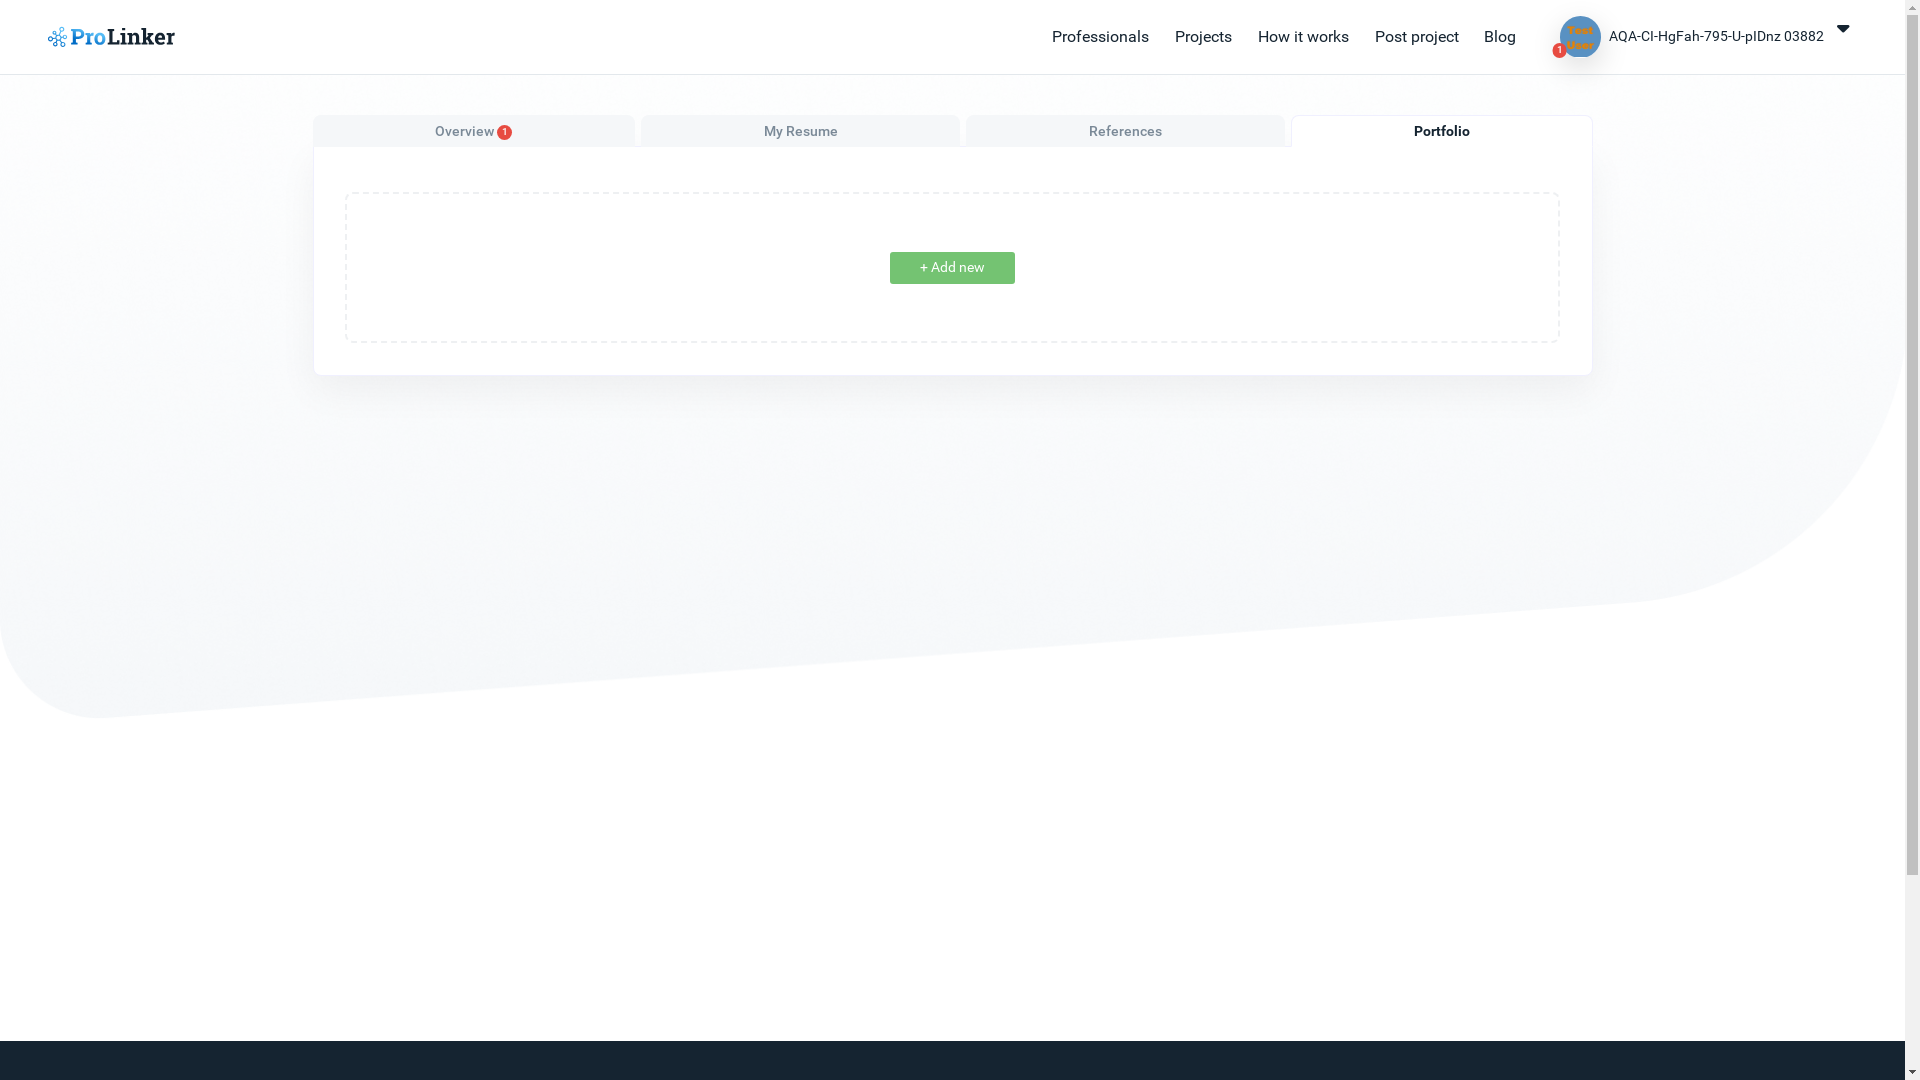 ProLinker
Professionals
Projects
How it works
Post project
Blog
Test
User
1
AQA-CI-HgFah-795-U-pIDnz 03882
Overview 1
My Resume
References
Portfolio
+ Add new